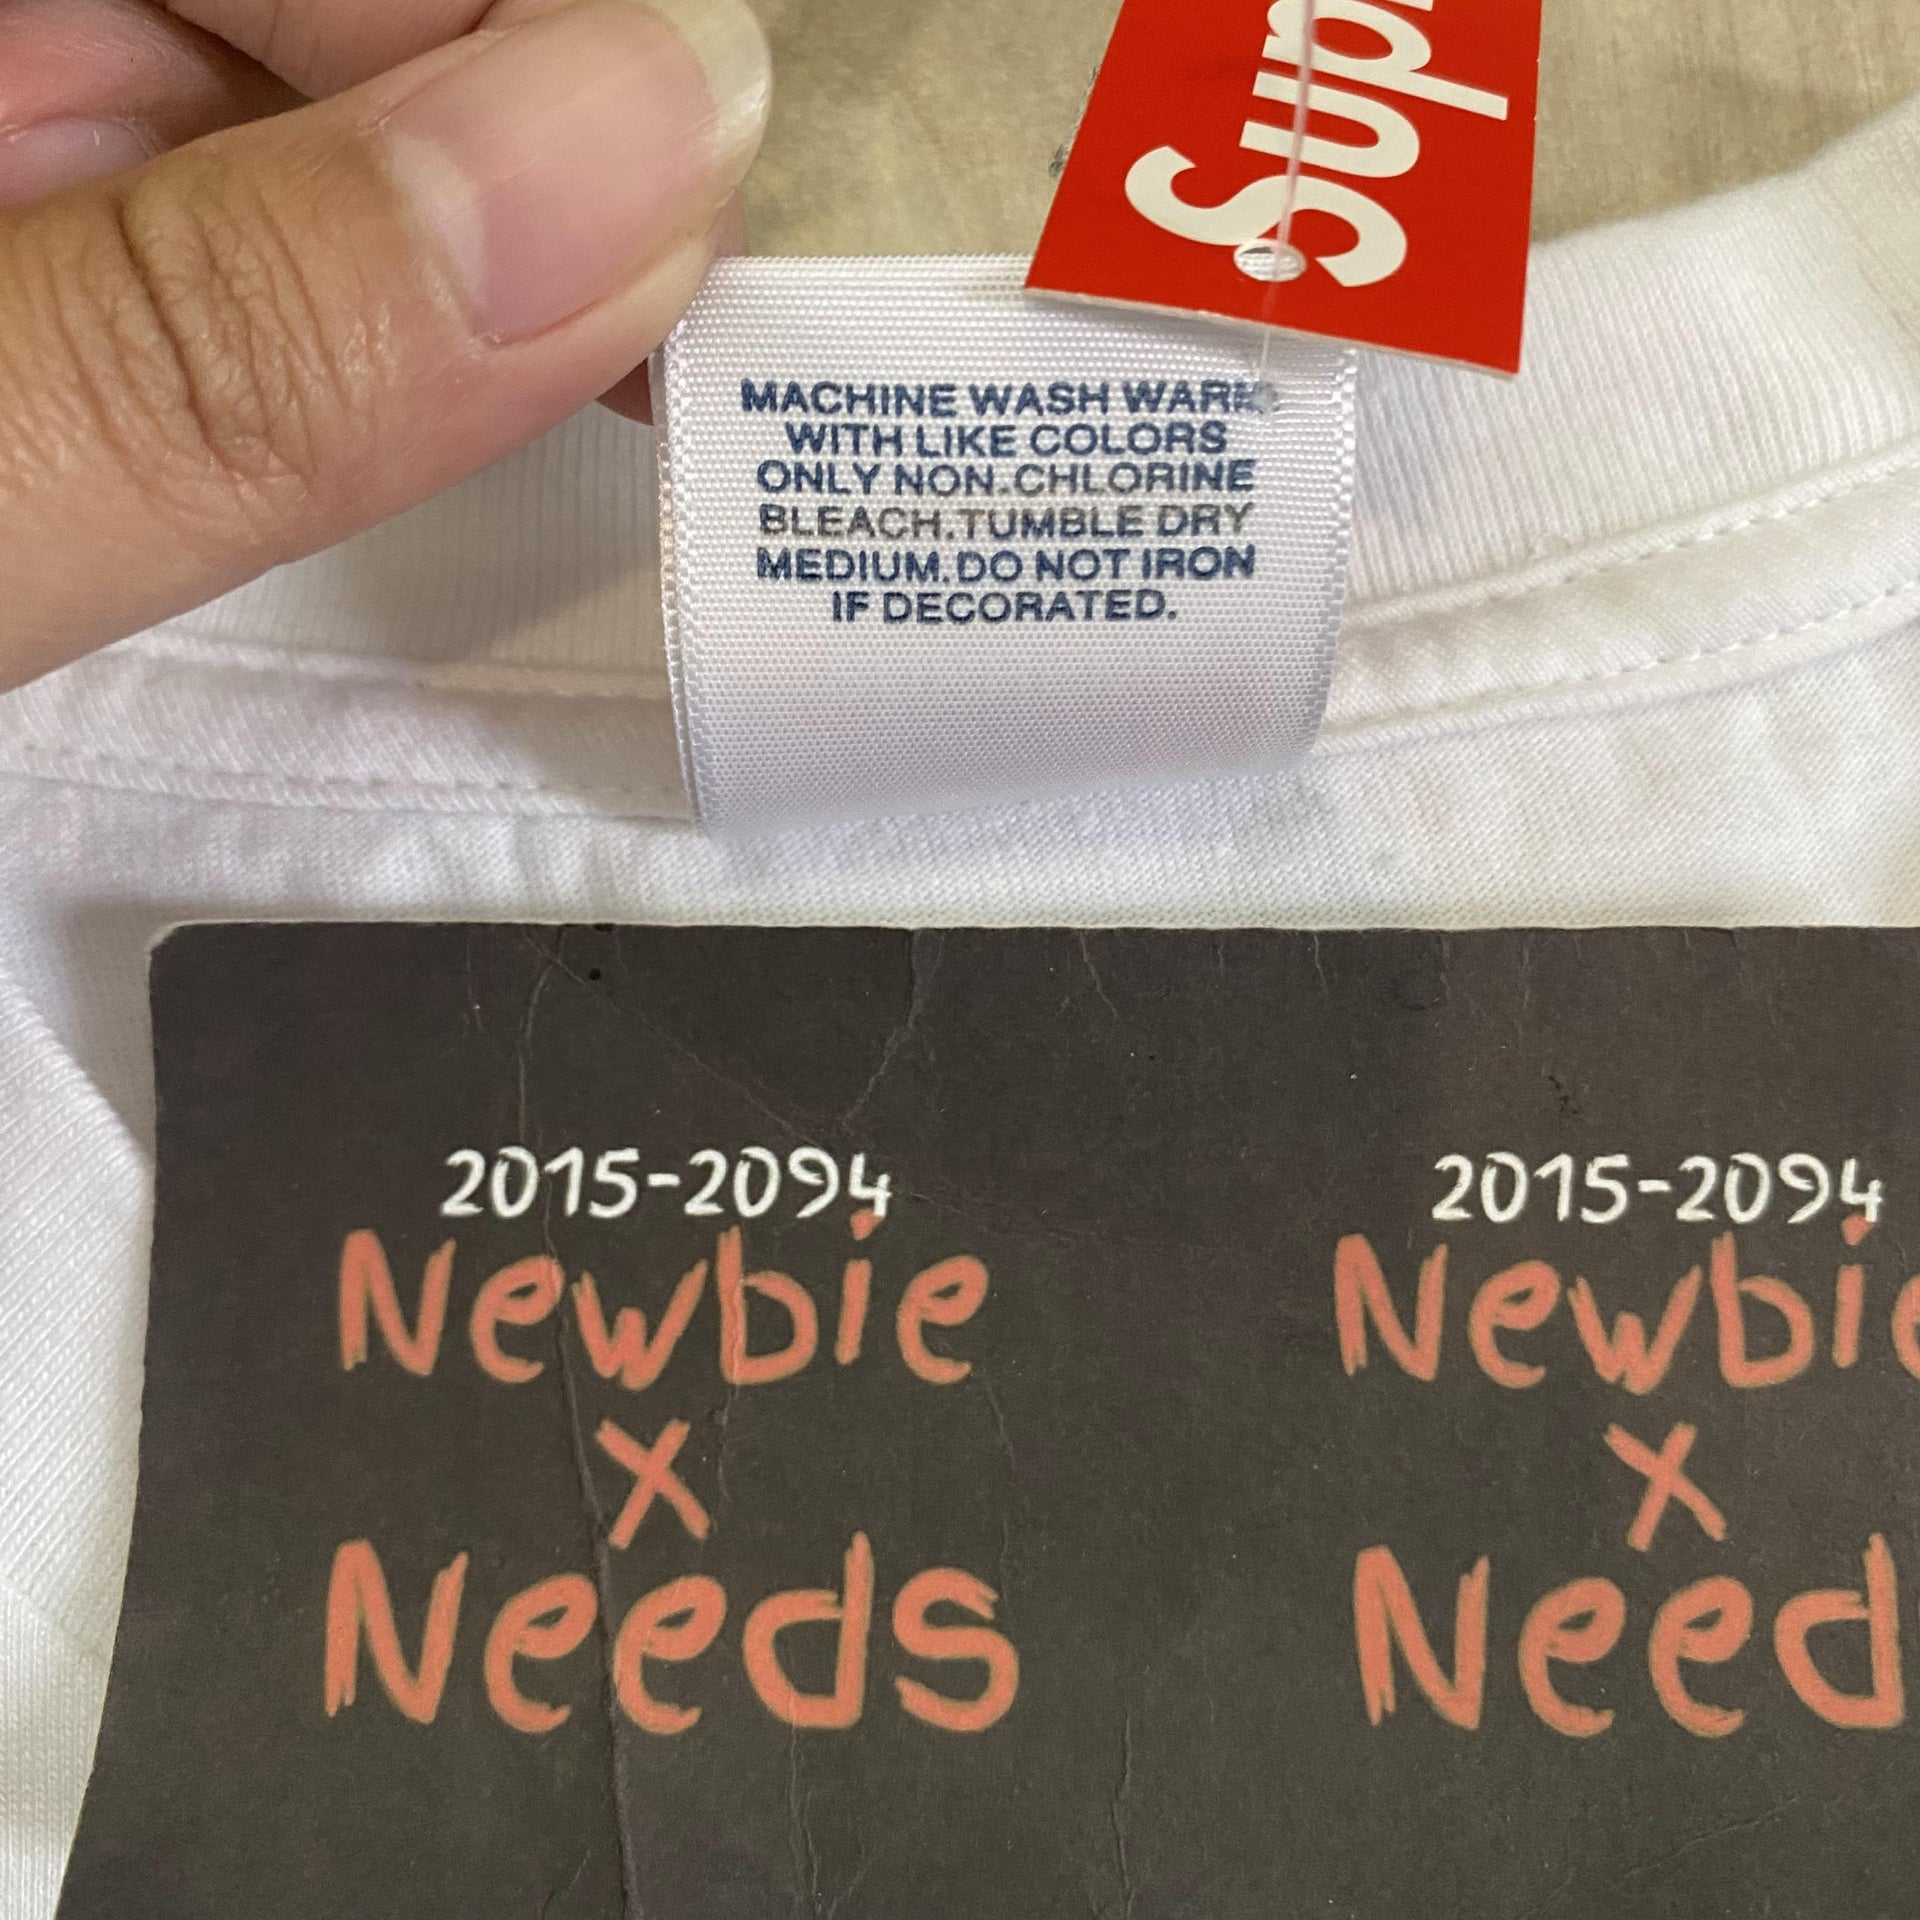 Sup
MACHINE WASH WARM
WITH LIKE COLORS
ONLY NON.CHLORINE
BLEACH.TUMBLE DRY
MEDIUM.DO NOT IRON
IF DECORATED.
2015-2094
Newbie
x
Needs
2015-2094
Newbie
x
Need